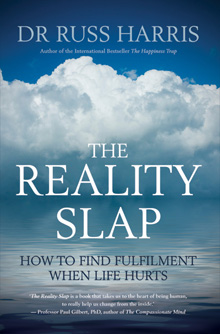 DR RUSS HARRIS
Author of the International Bestseller The Happiness Trap
THE
REALITY
SLAP
HOW TO FIND FULFILMENT
WHEN LIFE HURTS
'The Reality Slap is a book that takes us to the heart of being human,
to really help us change from the inside.'
— Professor Paul Gilbert, PhD, author of The Compassionate Mind